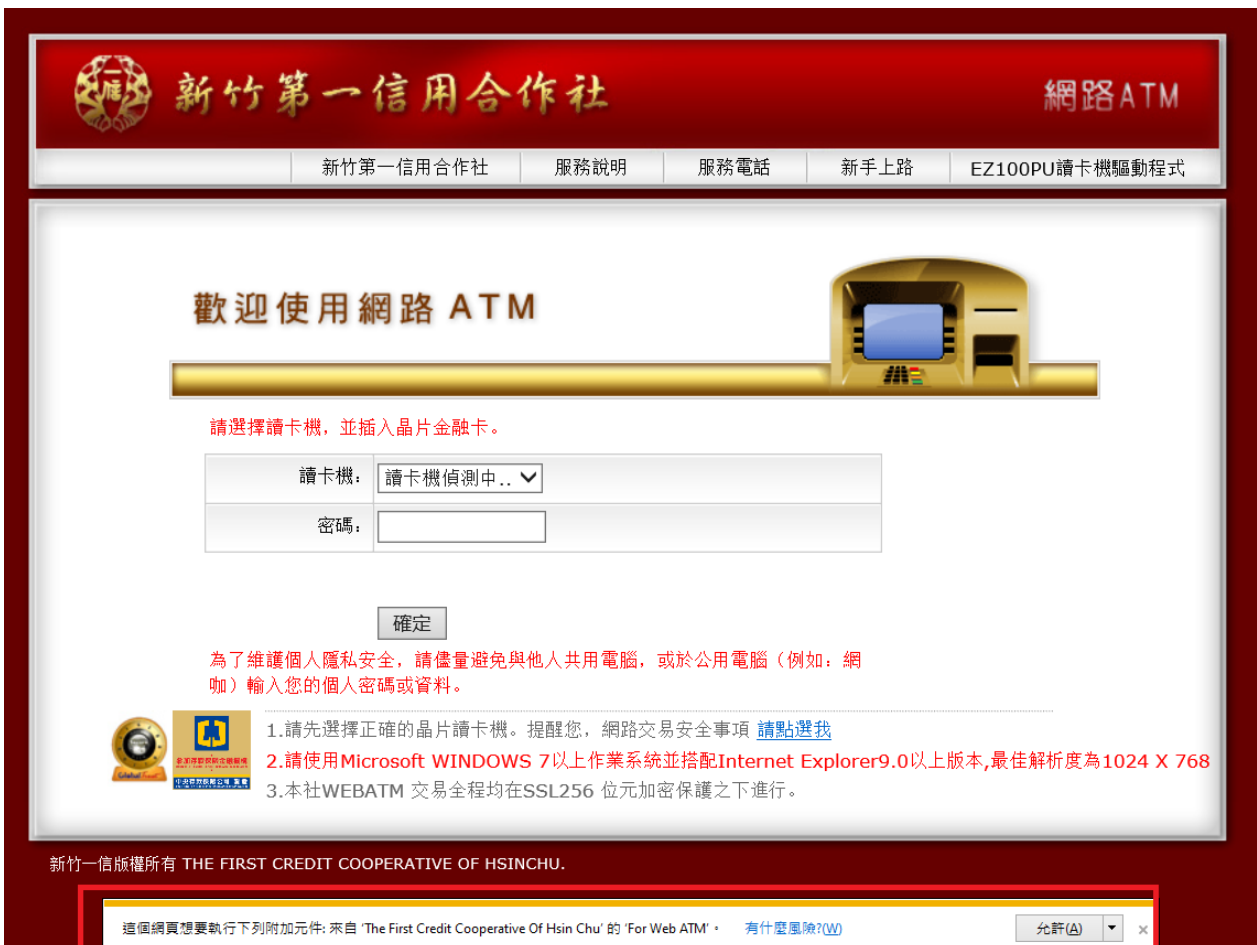 新竹第一信用合作社
網路ATM
新竹第一信用合作社 服務說明 服務電話 新手上路 EZ100PU讀卡機驅動程式
歡迎使用網路 ATM
請選擇讀卡機，並插入晶片金融卡。
讀卡機： 讀卡機偵測中..
密碼：
確定
為了維護個人隱私安全，請儘量避免與他人共用電腦，或於公用電腦（例如：網
咖）輸入您的個人密碼或資料。
1.請先選擇正確的晶片讀卡機。提醒您，網路交易安全事項 請點選我
2.請使用Microsoft WINDOWS 7以上作業系統並搭配Internet Explorer9.0以上版本,最佳解析度為1024 X 768
3.本社WEBATM 交易全程均在SSL256 位元加密保護之下進行。
新竹一信版權所有 THE FIRST CREDIT COOPERATIVE OF HSINCHU.
這個網頁想要執行下列附加元件: 來自 'The First Credit Cooperative Of Hsin Chu' 的 'For Web ATM'。 有什麼風險?(W) 允許(A) ×